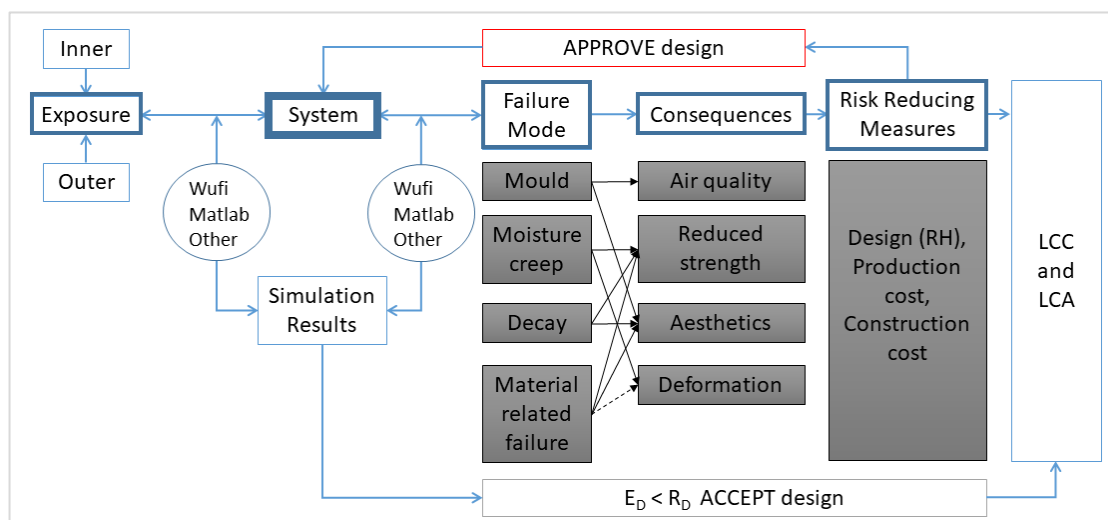 Inner
APPROVE design
Exposure
System
Failure
Mode
Consequences
Risk Reducing
Measures
Outer
Wufi
Matlab
Other
Wufi
Matlab
Other
Simulation
Results
Mould
Moisture
creep
Decay
Material
related
failure
Air quality
Reduced
strength
Aesthetics
Deformation
Design (RH),
Production
cost,
Construction
cost
LCC
and
LCA
E_D < R_D ACCEPT design